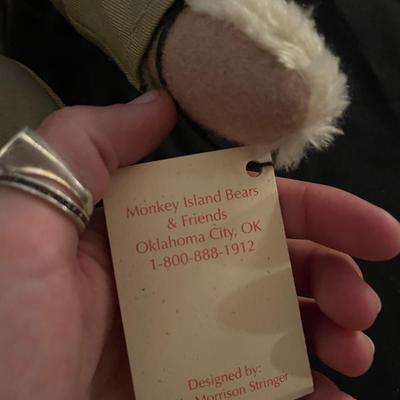 Monkey Island Bears
& Friends
Oklahoma City, OK
1-800-888-1912
Designed by:
Morrison Stringer